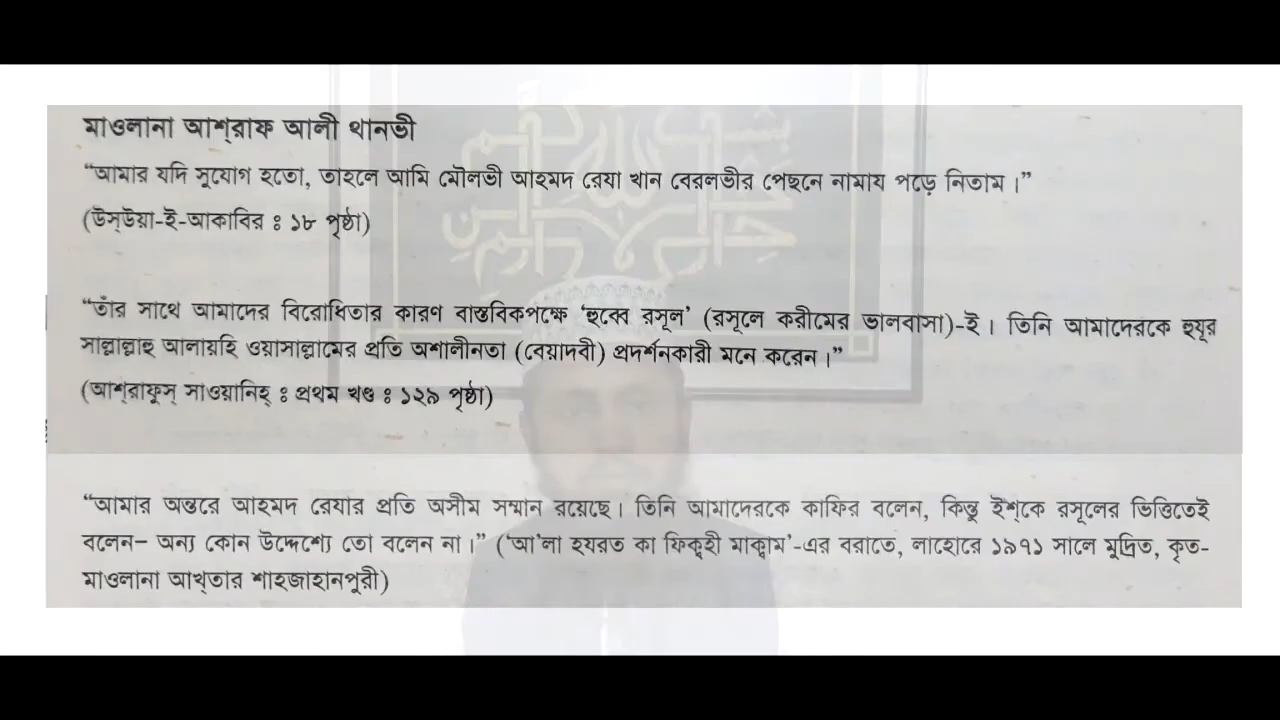 মাওলানা আশ্‌রাফ আলী থানভী
“আমার যদি সুযোগ হতো, তাহলে আমি মৌলভী আহমদ রেযা খান বেরলভীর পেছনে নামায পড়ে নিতাম।”
(উস্‌উয়া-ই-আকাবির ঃ ১৮ পৃষ্ঠা)
“তাঁর সাথে আমাদের বিরোধিতার কারণ বাস্তবিকপক্ষে ‘হুব্বে রসূল’ (রসূলে করীমের ভালবাসা)-ই। তিনি আমাদেরকে হুযূর
সাল্লাল্লাহু আলায়হি ওয়াসাল্লামের প্রতি অশালীনতা (বেয়াদবী) প্রদর্শনকারী মনে করেন।”
(আশ্‌রাফুস্ সাওয়ানিহ্ ঃ প্রথম খণ্ড ঃ ১২৯ পৃষ্ঠা)
“আমার অন্তরে আহমদ রেযার প্রতি অসীম সম্মান রয়েছে। তিনি আমাদেরকে কাফির বলেন, কিন্তু ইশ্‌কে রসূলের ভিত্তিতেই
বলেন– অন্য কোন উদ্দেশ্যে তো বলেন না।” (‘আ’লা হযরত কা ফিক্বহী মাক্বাম’-এর বরাতে, লাহোরে ১৯৭১ সালে মুদ্রিত, কৃত-
মাওলানা আখ্‌তার শাহজাহানপুরী)